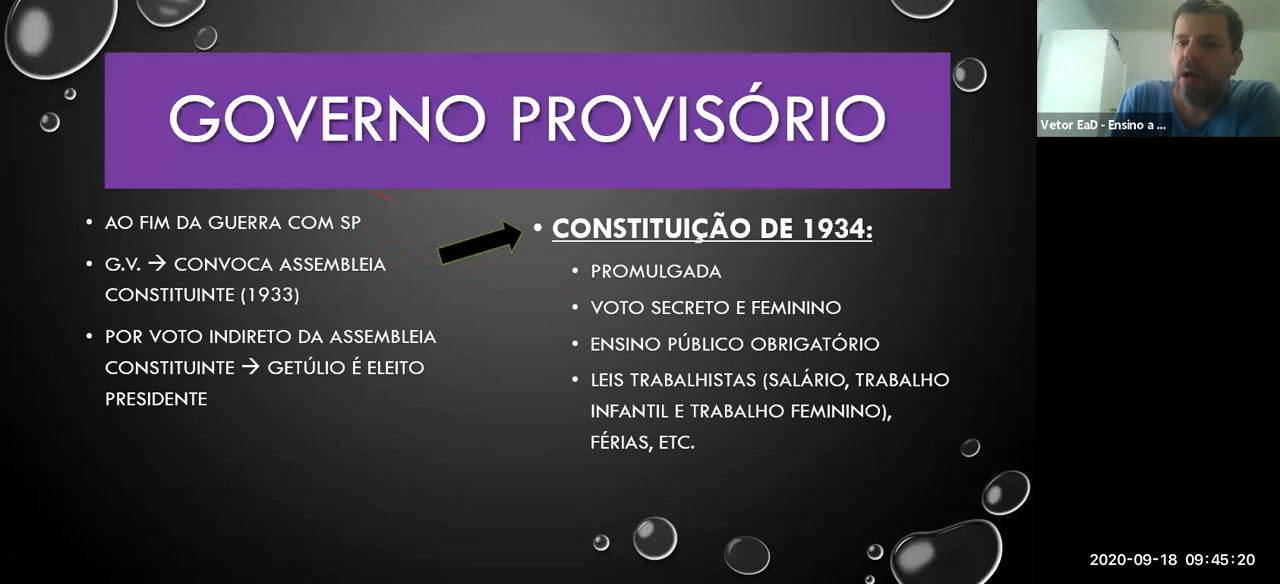 GOVERNO PROVISÓRIO
• AO FIM DA GUERRA COM SP
• G.V. → CONVOCA ASSEMBLEIA
CONSTITUINTE (1933)
• POR VOTO INDIRETO DA ASSEMBLEIA
CONSTITUINTE → GETÚLIO É ELEITO
PRESIDENTE
• CONSTITUIÇÃO DE 1934:
• PROMULGADA
• VOTO SECRETO E FEMININO
• ENSINO PÚBLICO OBRIGATÓRIO
• LEIS TRABALHISTAS (SALÁRIO, TRABALHO
INFANTIL E TRABALHO FEMININO),
FÉRIAS, ETC.
Vetor EaD - Ensino a ...
2020-09-18 09:45:20